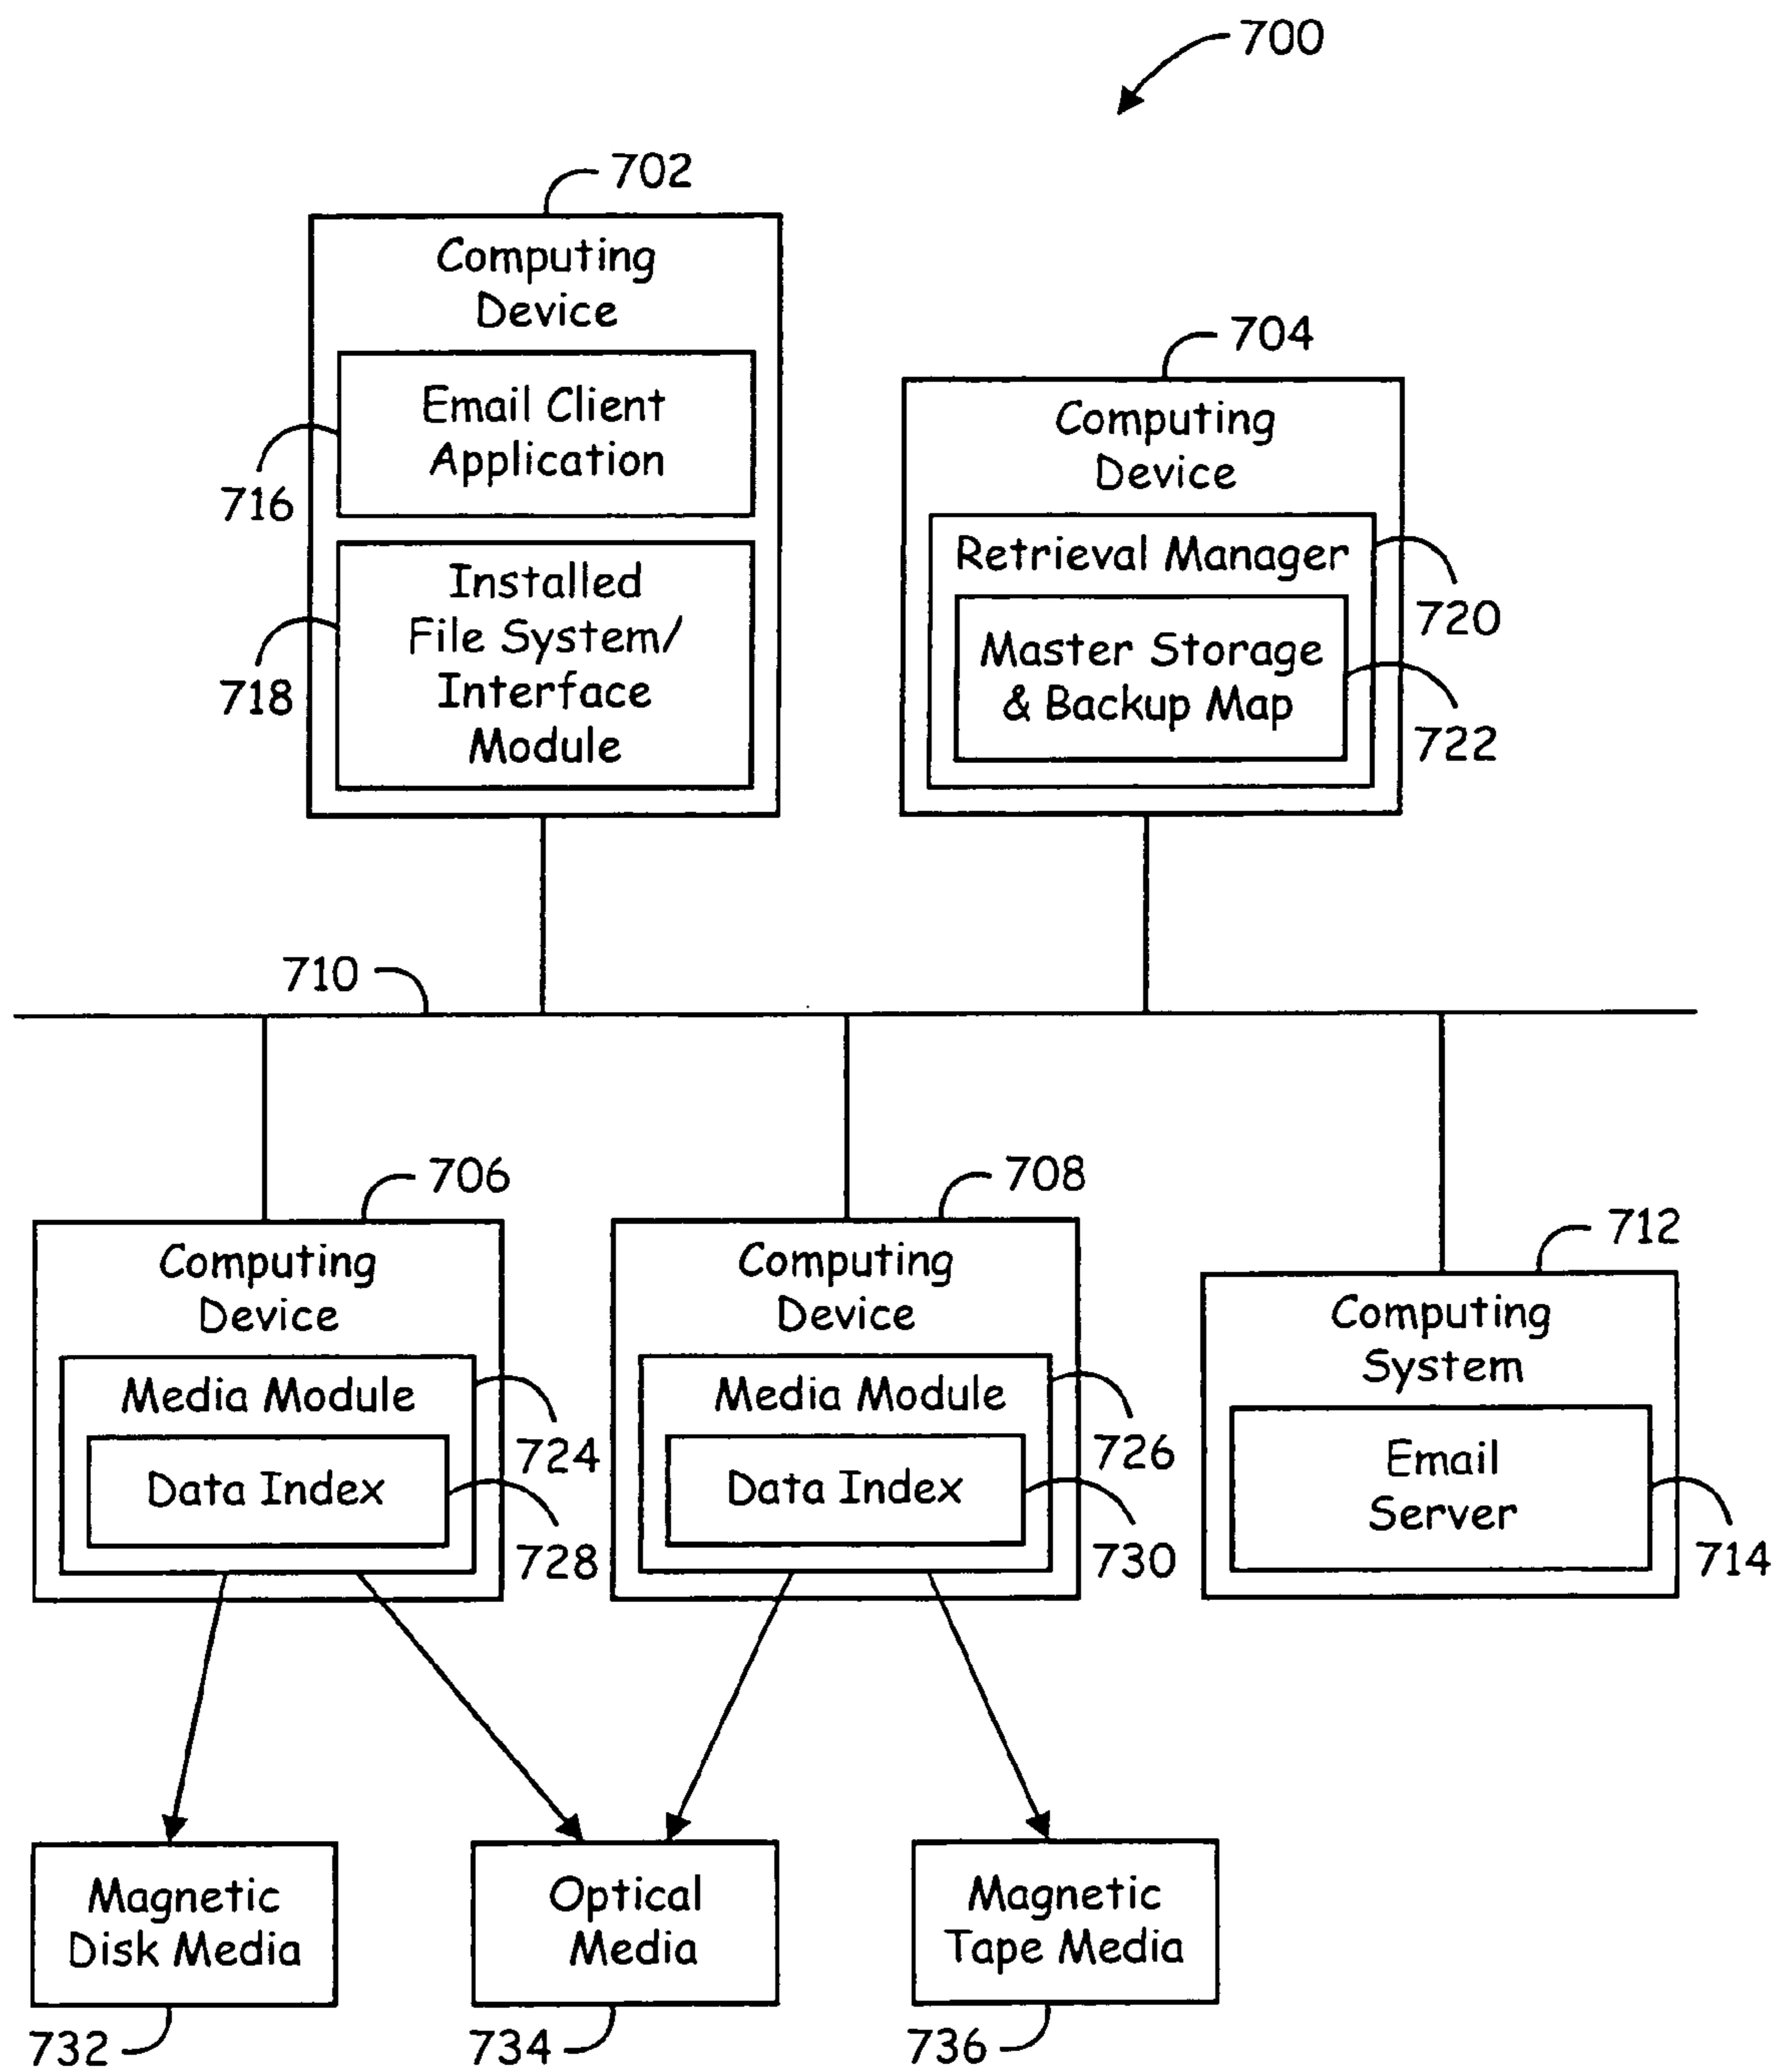 700
702
Computing
Device
Email Client
Application
716
Installed
File System/
Interface
Module
718
704
Computing
Device
Retrieval Manager
720
Master Storage
& Backup Map
722
710
706
Computing
Device
Media Module
724
Data Index
728
708
Computing
Device
Media Module
726
Data Index
730
712
Computing
System
Email
Server
714
Magnetic
Disk Media
732
Optical
Media
734
Magnetic
Tape Media
736